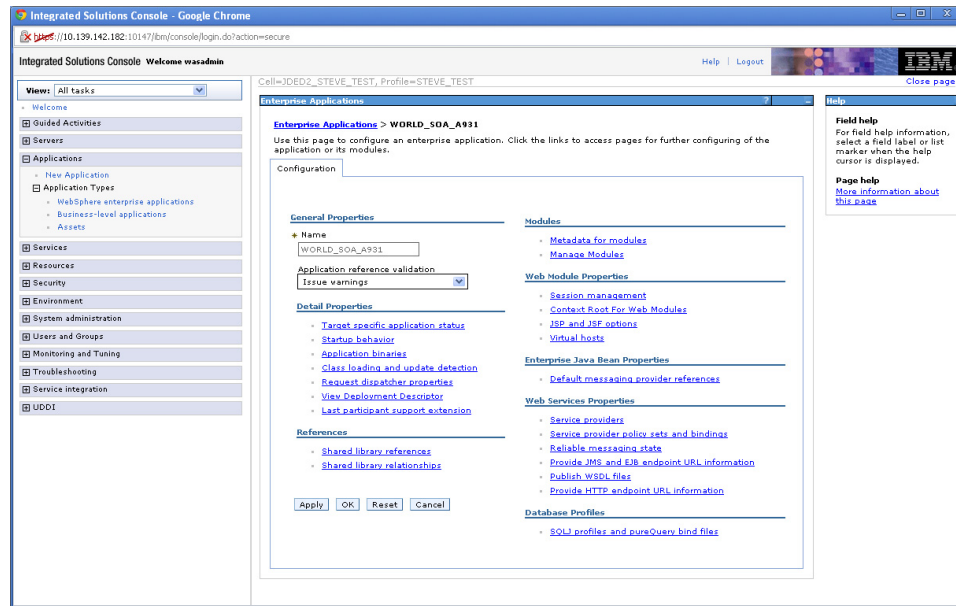 Integrated Solutions Console - Google Chrome
https://10.139.142.182:10147/ibm/console/login.do?action=secure
Integrated Solutions Console Welcome wasadmin
Help | Logout
IBM
View: All tasks
Welcome
Guided Activities
Servers
Applications
New Application
Application Types
WebSphere enterprise applications
Business-level applications
Assets
Services
Resources
Security
Environment
System administration
Users and Groups
Monitoring and Tuning
Troubleshooting
Service integration
UDDI
Cell=JDED2_STEVE_TEST, Profile=STEVE_TEST
Close page
Enterprise Applications
?
Enterprise Applications > WORLD_SOA_A931
Use this page to configure an enterprise application. Click the links to access pages for further configuring of the
application or its modules.
Configuration
General Properties
Name
WORLD_SOA_A931
Application reference validation
Issue warnings
Detail Properties
Target specific application status
Startup behavior
Application binaries
Class loading and update detection
Request dispatcher properties
View Deployment Descriptor
Last participant support extension
References
Shared library references
Shared library relationships
Apply OK Reset Cancel
Modules
Metadata for modules
Manage Modules
Web Module Properties
Session management
Context Root For Web Modules
JSP and JSF options
Virtual hosts
Enterprise Java Bean Properties
Default messaging provider references
Web Services Properties
Service providers
Service provider policy sets and bindings
Reliable messaging state
Provide JMS and EJB endpoint URL information
Publish WSDL files
Provide HTTP endpoint URL information
Database Profiles
SQLJ profiles and pureQuery bind files
Help
Field help
For field help information,
select a field label or list
marker when the help
cursor is displayed.
Page help
More information about
this page